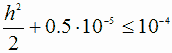 h²/2 + 0.5·10⁻⁵ ≤ 10⁻⁴